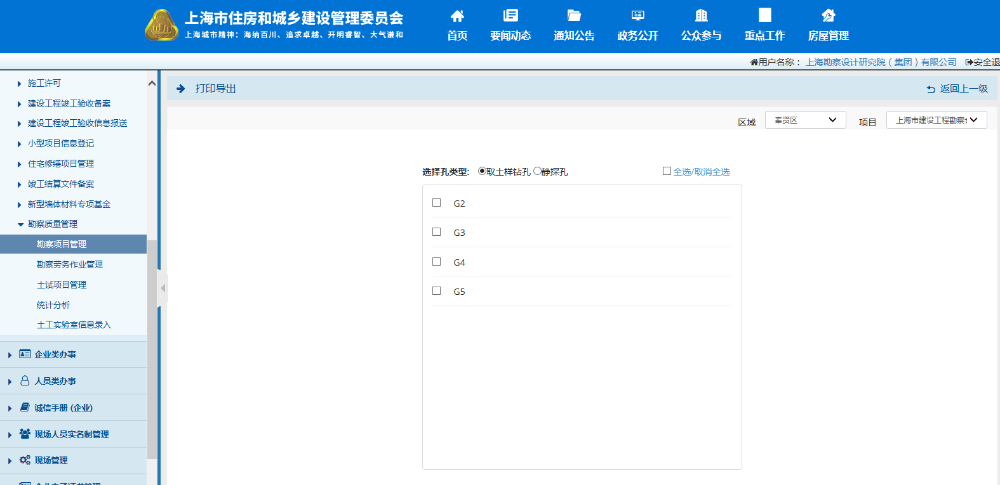 上海市住房和城乡建设管理委员会
上海城市精神：海纳百川、追求卓越、开明睿智、大气谦和
首页
要闻动态
通知公告
政务公开
公众参与
重点工作
房屋管理
用户名称： 上海勘察设计研究院（集团）有限公司 安全退
施工许可
建设工程竣工验收备案
建设工程竣工验收信息报送
小型项目信息登记
住宅修缮项目管理
竣工结算文件备案
新型墙体材料专项基金
勘察质量管理
勘察项目管理
勘察劳务作业管理
土试项目管理
统计分析
土工实验室信息录入
企业类办事
人员类办事
诚信手册 (企业)
现场人员实名制管理
现场管理
打印导出
返回上一级
区域 奉贤区 项目 上海市建设工程勘察
选择孔类型: 取土样钻孔 静探孔
全选/取消全选
G2
G3
G4
G5